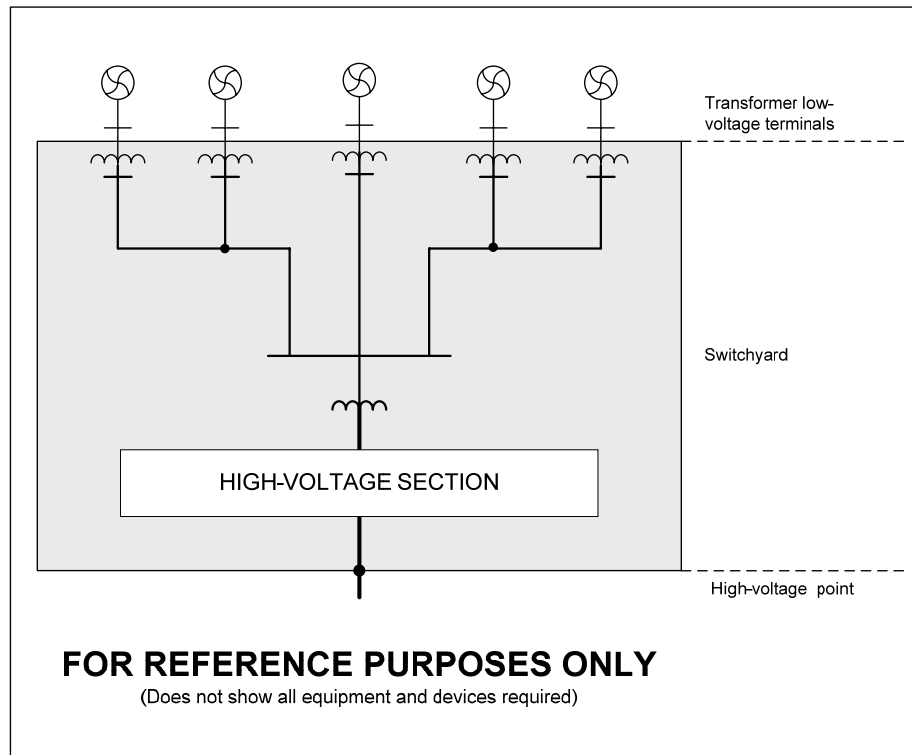 Transformer low-
voltage terminals
Switchyard
HIGH-VOLTAGE SECTION
High-voltage point
FOR REFERENCE PURPOSES ONLY
(Does not show all equipment and devices required)